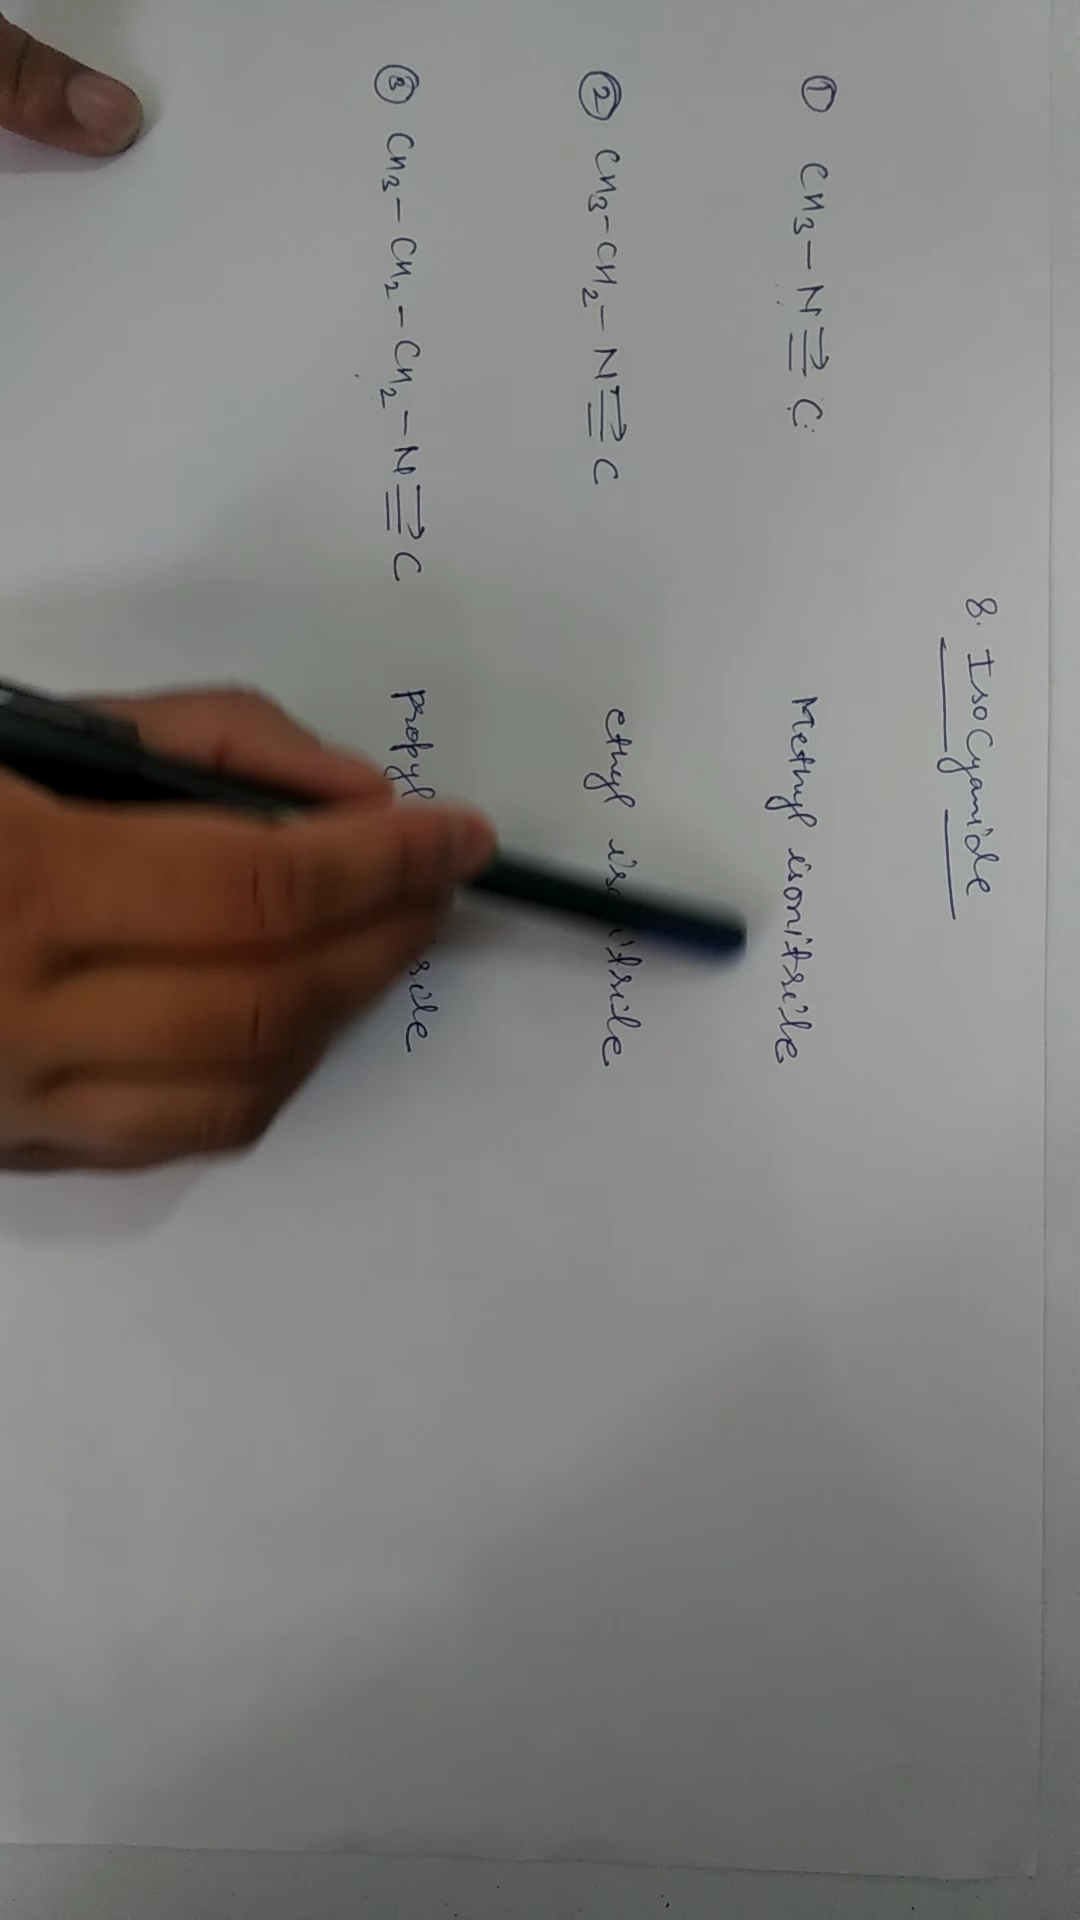 8. IsoCyanide
① CH3 - N ⇉ C: Methyl isonitrile
② CH3 - CH2 - N ⇉ C ethyl
③ CH3 - CH2 - CH2 - N ⇉ C propyl